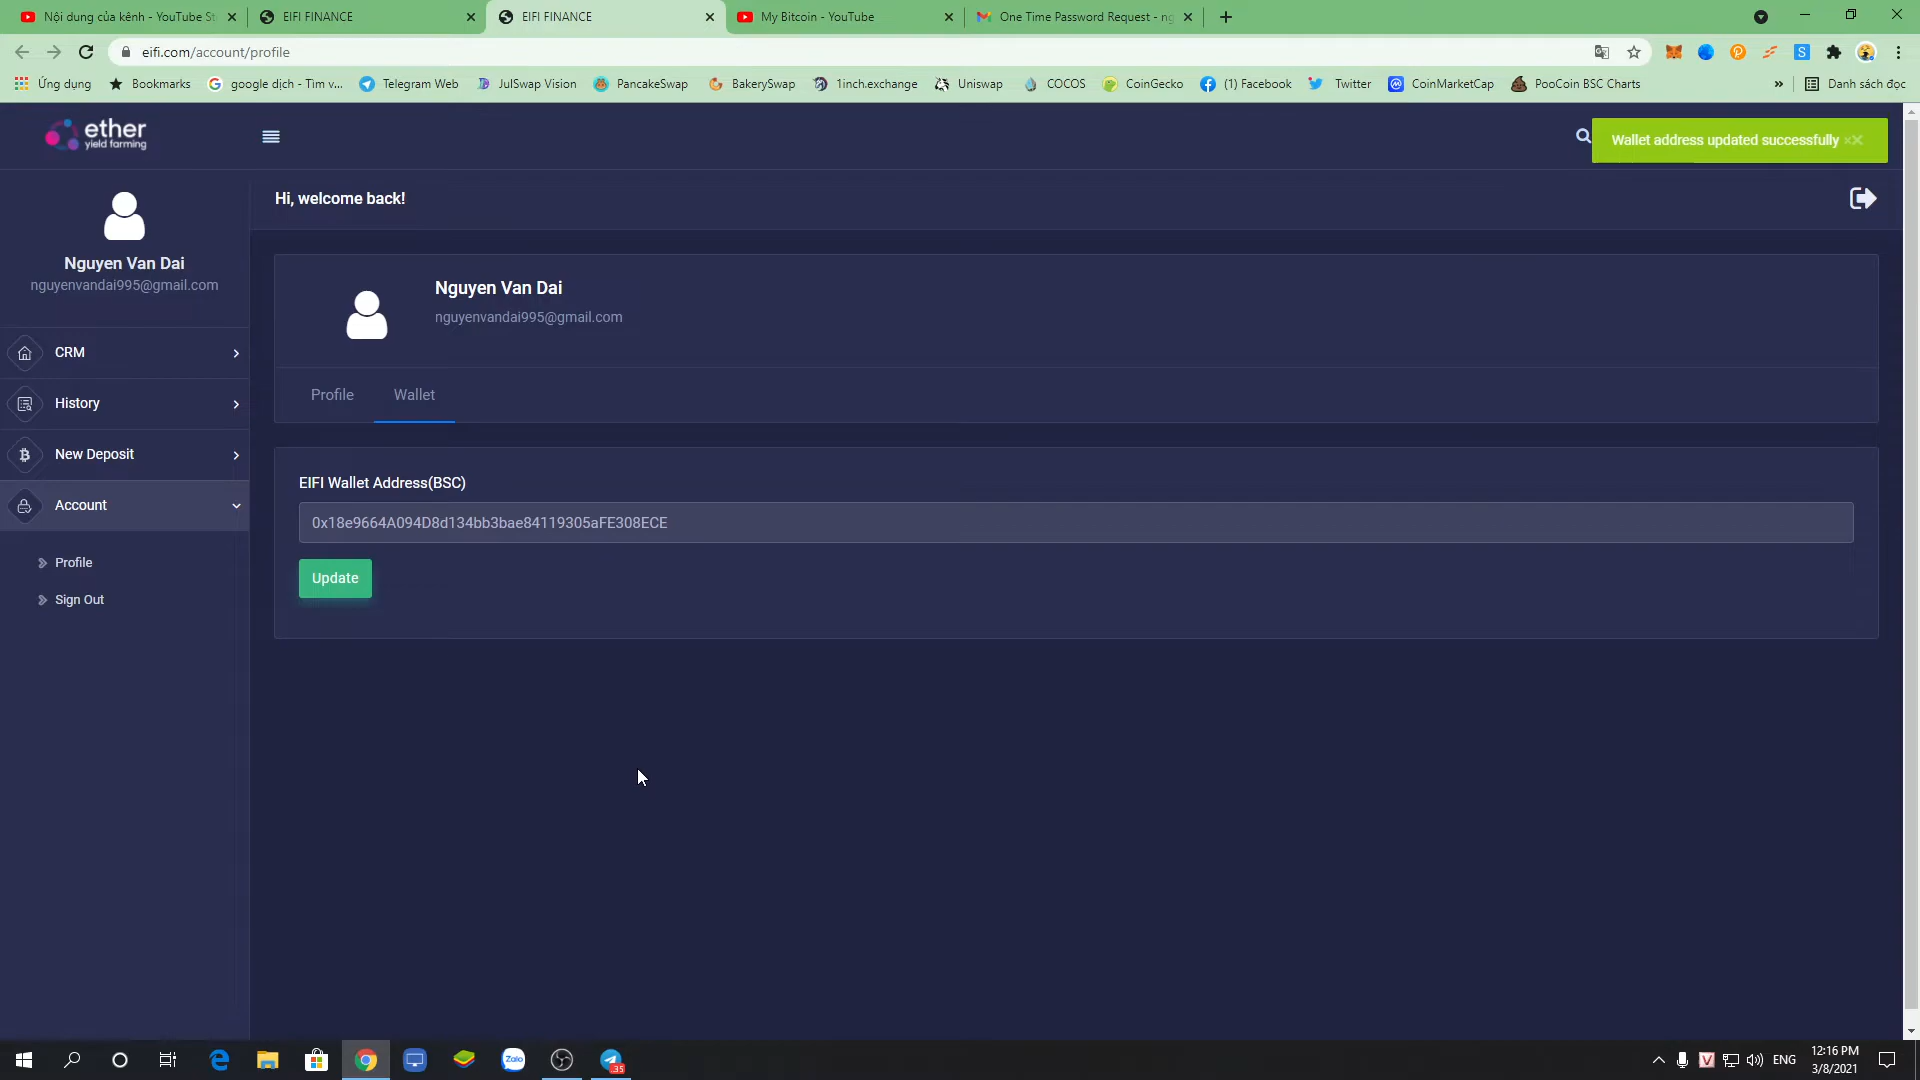 Nội dung của kênh - YouTube St
EIFI FINANCE
EIFI FINANCE
My Bitcoin - YouTube
One Time Password Request - ng
eifi.com/account/profile
Ứng dụng
Bookmarks
google dịch - Tìm v...
Telegram Web
JulSwap Vision
PancakeSwap
BakerySwap
1inch.exchange
Uniswap
COCOS
CoinGecko
(1) Facebook
Twitter
CoinMarketCap
PooCoin BSC Charts
»
Danh sách đọc
ether
yield farming
Wallet address updated successfully
Hi, welcome back!
Nguyen Van Dai
nguyenvandai995@gmail.com
CRM
History
New Deposit
Account
Profile
Sign Out
Nguyen Van Dai
nguyenvandai995@gmail.com
Profile
Wallet
EIFI Wallet Address(BSC)
0x18e9664A094D8d134bb3bae84119305aFE308ECE
Update
Zalo
35
ENG
12:16 PM
3/8/2021